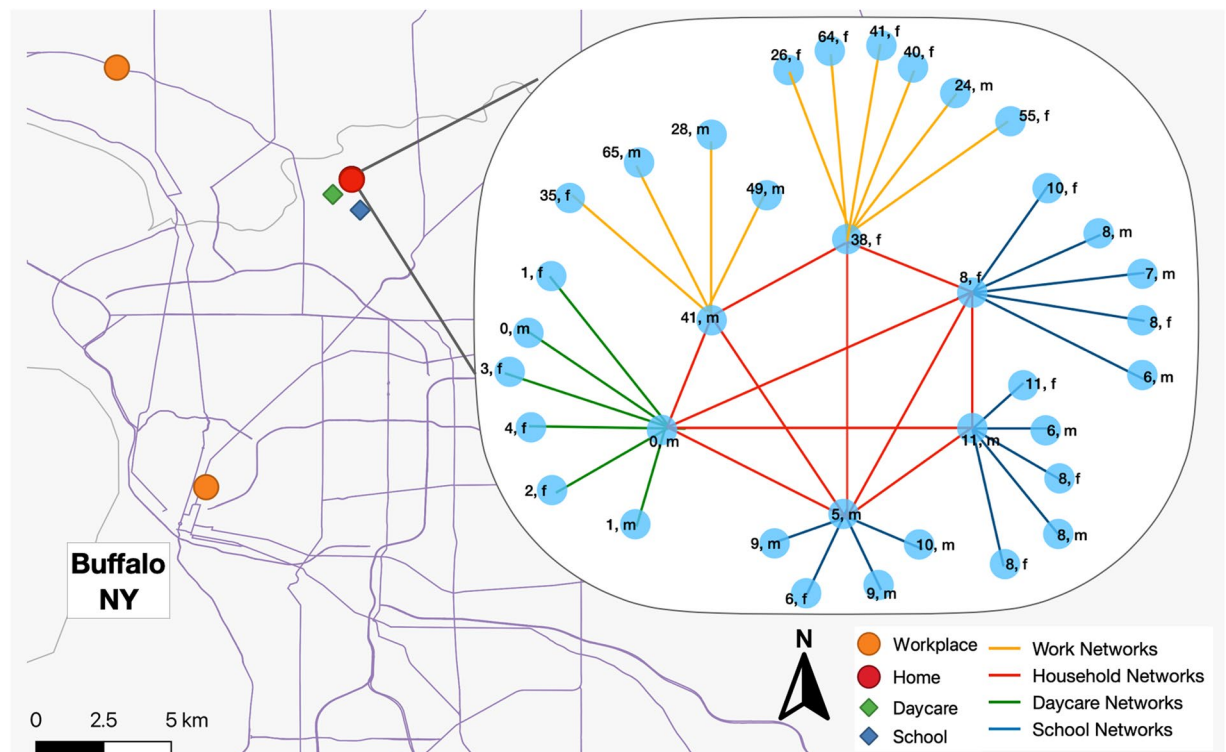 64, f
41, f
26, f
40, f
24, m
55, f
28, m
65, m
49, m
35, f
10, f
8, m
38, f
1, f
8, f
7, m
0, m
41, m
8, f
3, f
6, m
11, f
4, f
0, m
11, m
6, m
8, f
2, f
1, m
5, m
9, m
10, m
8, m
8, f
6, f
9, m
Buffalo
NY
N
Workplace
Home
Daycare
School
Work Networks
Household Networks
Daycare Networks
School Networks
0 2.5 5 km